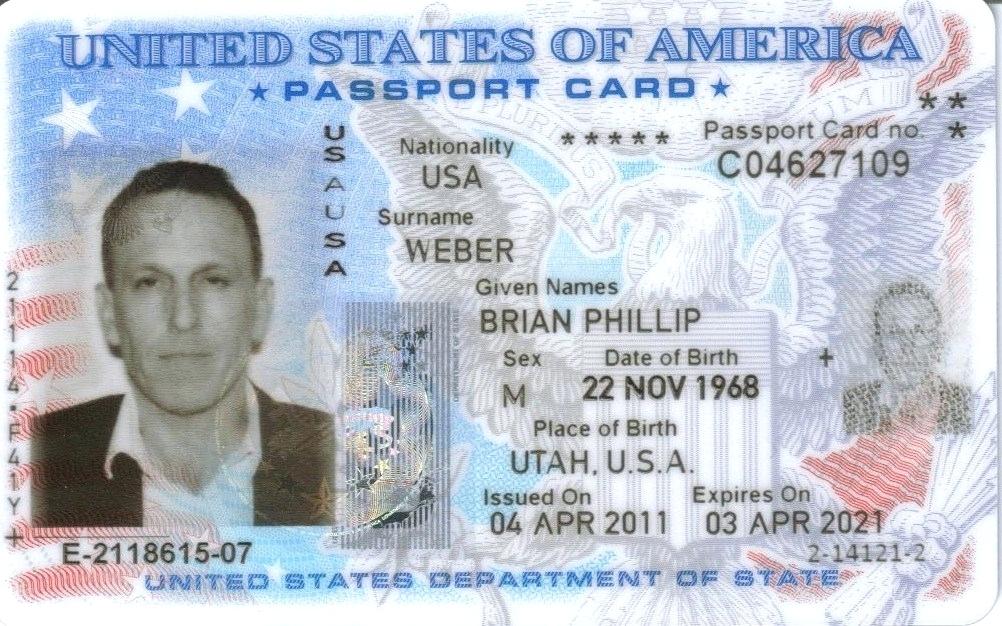 UNITED STATES OF AMERICA
★ PASSPORT CARD ★
USAUSA
Nationality
USA
* * * * *
* *
Passport Card no. *
C04627109
Surname
WEBER
Given Names
BRIAN PHILLIP
Sex
M
Date of Birth
22 NOV 1968
+
Place of Birth
UTAH, U.S.A.
Issued On
04 APR 2011
Expires On
03 APR 2021
2-14121-2
E-2118615-07
UNITED STATES DEPARTMENT OF STATE